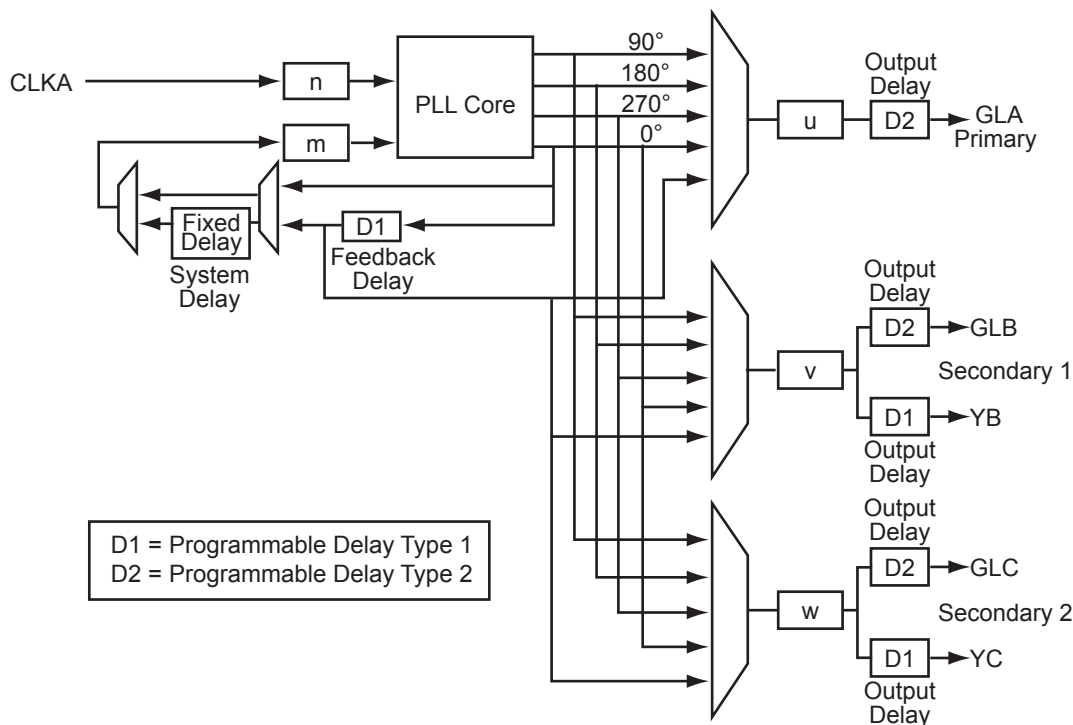 90°
180°
270°
0°
CLKA
n
m
PLL Core
u
Output
Delay
D2
GLA
Primary
Fixed
Delay
System
Delay
D1
Feedback
Delay
Output
Delay
D2
GLB
v
Secondary 1
D1
YB
Output
Delay
D1 = Programmable Delay Type 1
D2 = Programmable Delay Type 2
Output
Delay
D2
GLC
w
Secondary 2
D1
YC
Output
Delay